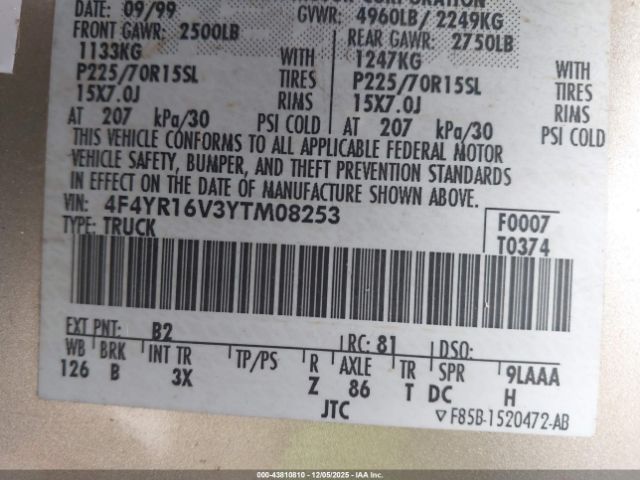 CORPORATION
DATE: 09/99 GVWR: 4960LB/ 2249KG
FRONT GAWR: 2500LB REAR GAWR: 2750LB
1133KG WITH 1247KG WITH
P225/70R15SL TIRES P225/70R15SL TIRES
15X7.0J RIMS 15X7.0J RIMS
AT 207 kPa/30 PSI COLD AT 207 kPa/30 PSI COLD
THIS VEHICLE CONFORMS TO ALL APPLICABLE FEDERAL MOTOR
VEHICLE SAFETY, BUMPER, AND THEFT PREVENTION STANDARDS
IN EFFECT ON THE DATE OF MANUFACTURE SHOWN ABOVE.
VIN: 4F4YR16V3YTM08253 F0007
TYPE: TRUCK T0374
EXT PNT: B2 RC: 81 DSO:
WB BRK INT TR TP/PS R AXLE TR SPR 9LAAA
126 B 3X Z 86 T DC H
JTC ▽F85B-1520472-AB
000-43810810 - 12/05/2025 - IAA Inc.